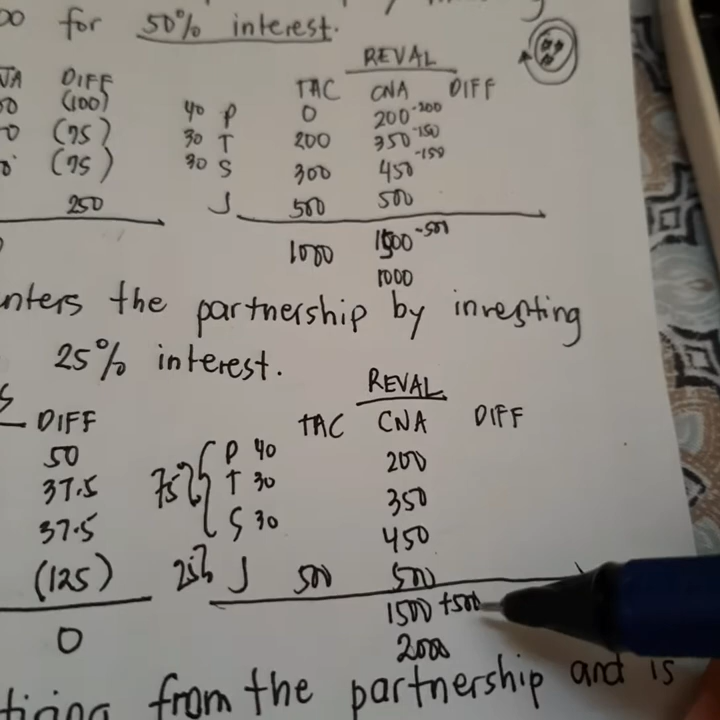 00 for 50% interest.
REVAL
DIFF TAC CNA DIFF
(100) 40 P 0 200 -200
(75) 30 T 200 350 -150
(75) 30 S 300 450 -150
250 J 500 500
1000 1500 -500
1000
enters the partnership by investing
25% interest.
REVAL
DIFF TAC CNA DIFF
50 P 40 200
37.5 75% T 30 350
37.5 S 30 450
(125) 25% J 500 500
1500 +500
0 2000
tiring from the partnership and is